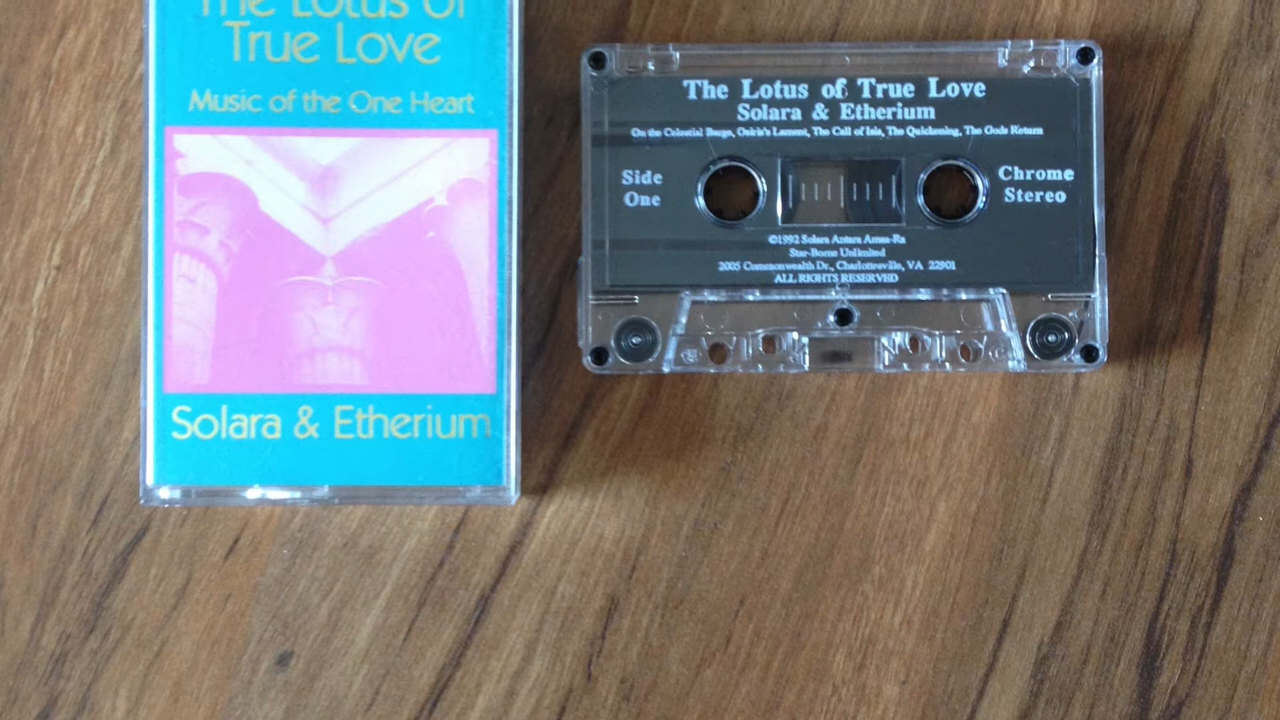 The Lotus of
True Love
Music of the One Heart
Solara & Etherium
The Lotus of True Love
Solara & Etherium
On the Celestial Barge, Osiris's Lament, The Call of Isis, The Quickening, The Gods Return
Side
One
Chrome
Stereo
©1992 Solara Antara Amaa-Ra
Star-Borne Unlimited
2005 Commonwealth Dr., Charlottesville, VA 22901
ALL RIGHTS RESERVED